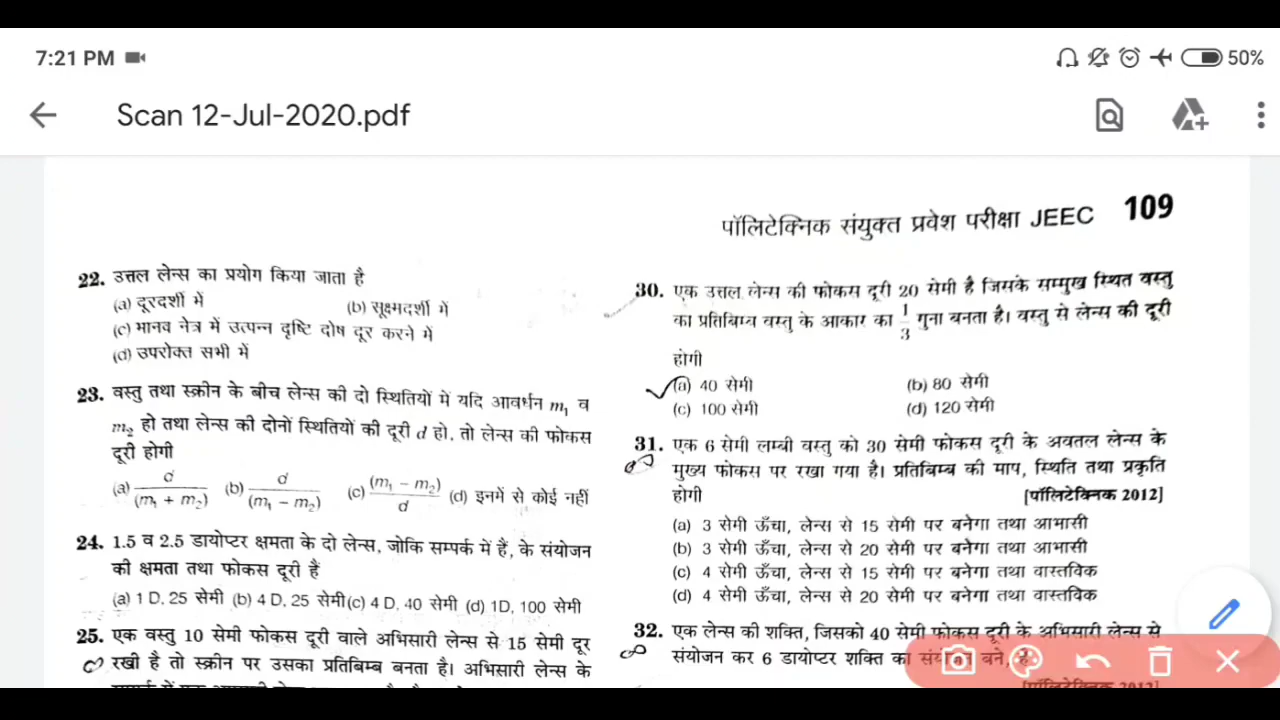 7:21 PM
50%
Scan 12-Jul-2020.pdf
पॉलिटेक्निक संयुक्त प्रवेश परीक्षा JEEC 109
22. उत्तल लेन्स का प्रयोग किया जाता है
(a) दूरदर्शी में (b) सूक्ष्मदर्शी में
(c) मानव नेत्र में उत्पन्न दृष्टि दोष दूर करने में
(d) उपरोक्त सभी में
23. वस्तु तथा स्क्रीन के बीच लेन्स की दो स्थितियों में यदि आवर्धन m₁ व
m₂ हो तथा लेन्स की दोनों स्थितियों की दूरी d हो, तो लेन्स की फोकस
दूरी होगी
(a) d/(m₁ + m₂) (b) d/(m₁ − m₂) (c) (m₁ − m₂)/d (d) इनमें से कोई नहीं
24. 1.5 व 2.5 डायोप्टर क्षमता के दो लेन्स, जोकि सम्पर्क में हैं, के संयोजन
की क्षमता तथा फोकस दूरी हैं
(a) 1 D, 25 सेमी (b) 4 D, 25 सेमी (c) 4 D, 40 सेमी (d) 1D, 100 सेमी
25. एक वस्तु 10 सेमी फोकस दूरी वाले अभिसारी लेन्स से 15 सेमी दूर
रखी है तो स्क्रीन पर उसका प्रतिबिम्ब बनता है। अभिसारी लेन्स के
30. एक उत्तल लेन्स की फोकस दूरी 20 सेमी है जिसके सम्मुख स्थित वस्तु
का प्रतिबिम्ब वस्तु के आकार का 1/3 गुना बनता है। वस्तु से लेन्स की दूरी
होगी
(a) 40 सेमी (b) 80 सेमी
(c) 100 सेमी (d) 120 सेमी
31. एक 6 सेमी लम्बी वस्तु को 30 सेमी फोकस दूरी के अवतल लेन्स के
मुख्य फोकस पर रखा गया है। प्रतिबिम्ब की माप, स्थिति तथा प्रकृति
होगी [पॉलिटेक्निक 2012]
(a) 3 सेमी ऊँचा, लेन्स से 15 सेमी पर बनेगा तथा आभासी
(b) 3 सेमी ऊँचा, लेन्स से 20 सेमी पर बनेगा तथा आभासी
(c) 4 सेमी ऊँचा, लेन्स से 15 सेमी पर बनेगा तथा वास्तविक
(d) 4 सेमी ऊँचा, लेन्स से 20 सेमी पर बनेगा तथा वास्तविक
32. एक लेन्स की शक्ति, जिसको 40 सेमी फोकस दूरी के अभिसारी लेन्स से
संयोजन कर 6 डायोप्टर शक्ति का संयोजन बने, है